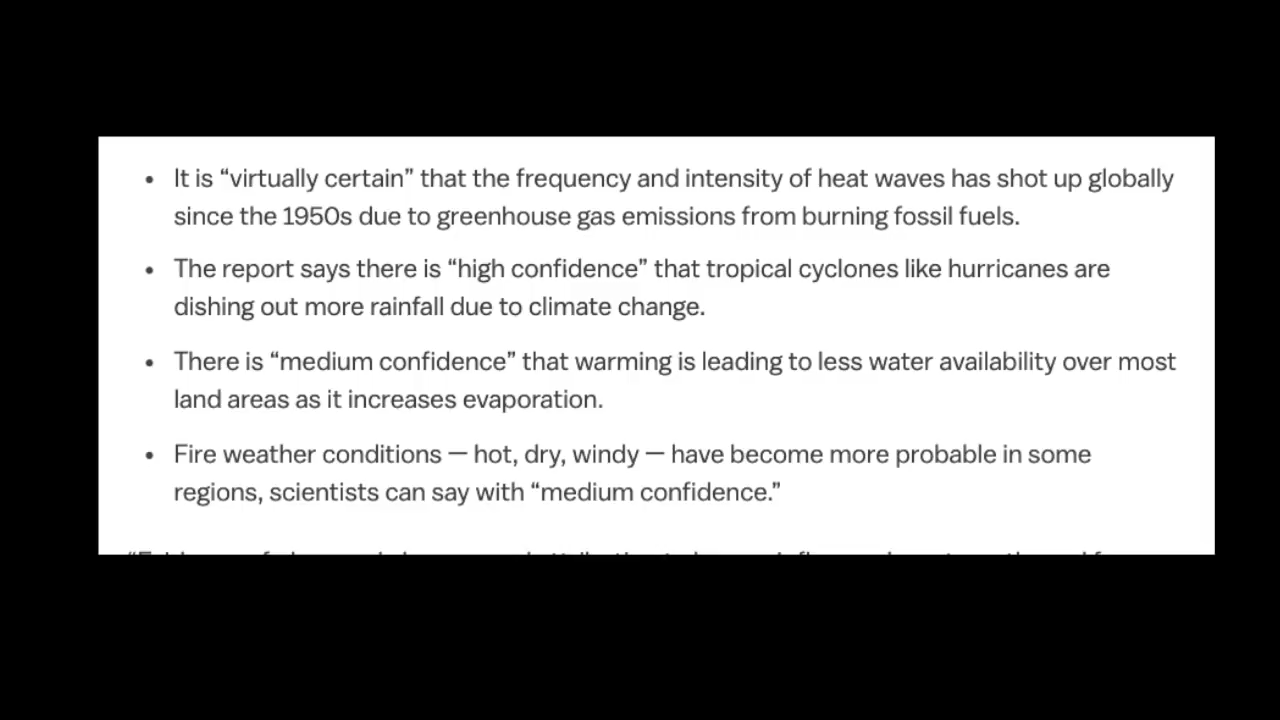 • It is “virtually certain” that the frequency and intensity of heat waves has shot up globally
since the 1950s due to greenhouse gas emissions from burning fossil fuels.
• The report says there is “high confidence” that tropical cyclones like hurricanes are
dishing out more rainfall due to climate change.
• There is “medium confidence” that warming is leading to less water availability over most
land areas as it increases evaporation.
• Fire weather conditions — hot, dry, windy — have become more probable in some
regions, scientists can say with “medium confidence.”